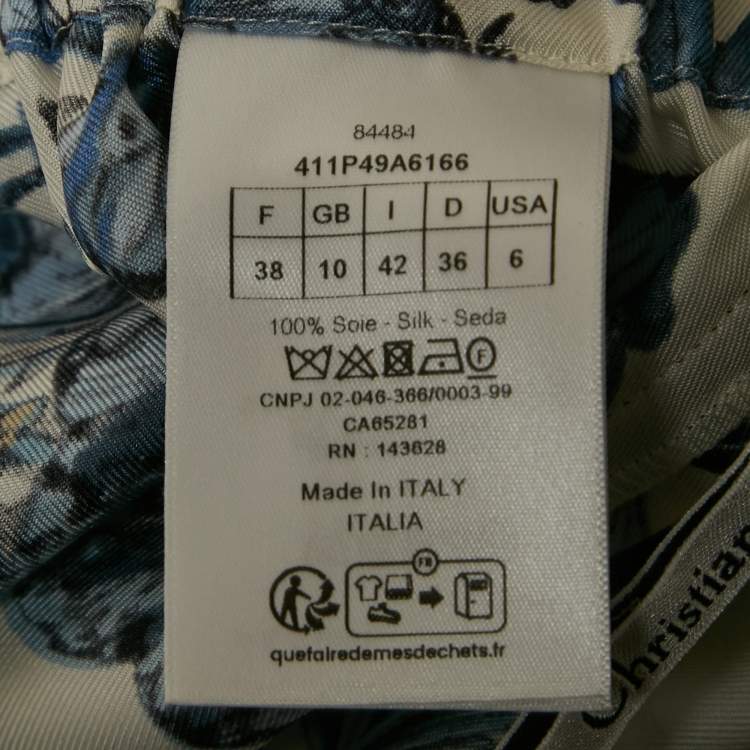 84484
411P49A6166
F GB I D USA
38 10 42 36 6
100% Soie - Silk - Seda
F
CNPJ 02-046-366/0003-99
CA65281
RN : 143628
Made In ITALY
ITALIA
FR
quefairedemesdechets.fr
Christian